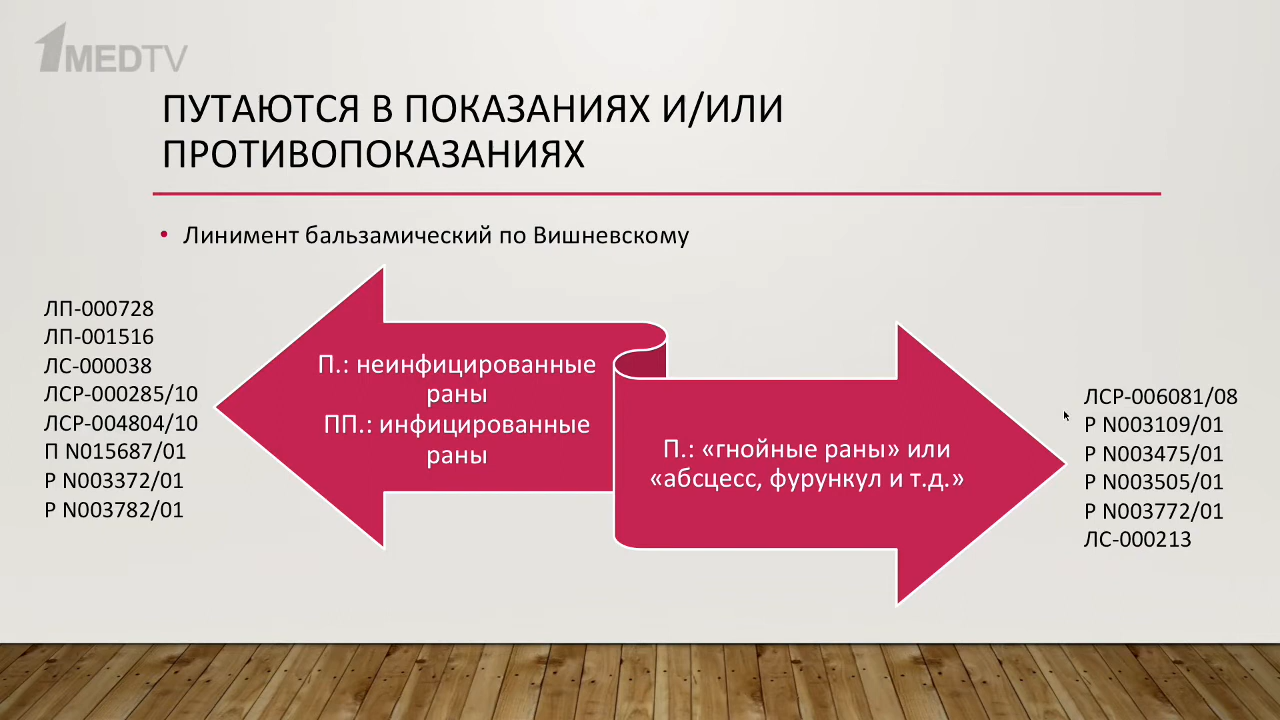 1MEDTV
ПУТАЮТСЯ В ПОКАЗАНИЯХ И/ИЛИ
ПРОТИВОПОКАЗАНИЯХ
• Линимент бальзамический по Вишневскому
ЛП-000728
ЛП-001516
ЛС-000038
ЛСР-000285/10
ЛСР-004804/10
П N015687/01
Р N003372/01
Р N003782/01
П.: неинфицированные
раны
ПП.: инфицированные
раны
П.: «гнойные раны» или
«абсцесс, фурункул и т.д.»
ЛСР-006081/08
Р N003109/01
Р N003475/01
Р N003505/01
Р N003772/01
ЛС-000213